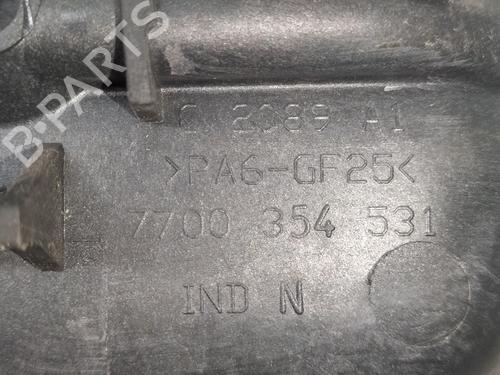 C 2089 A1
>PA6-GF25<
7700 354 531
IND N
B-PARTS